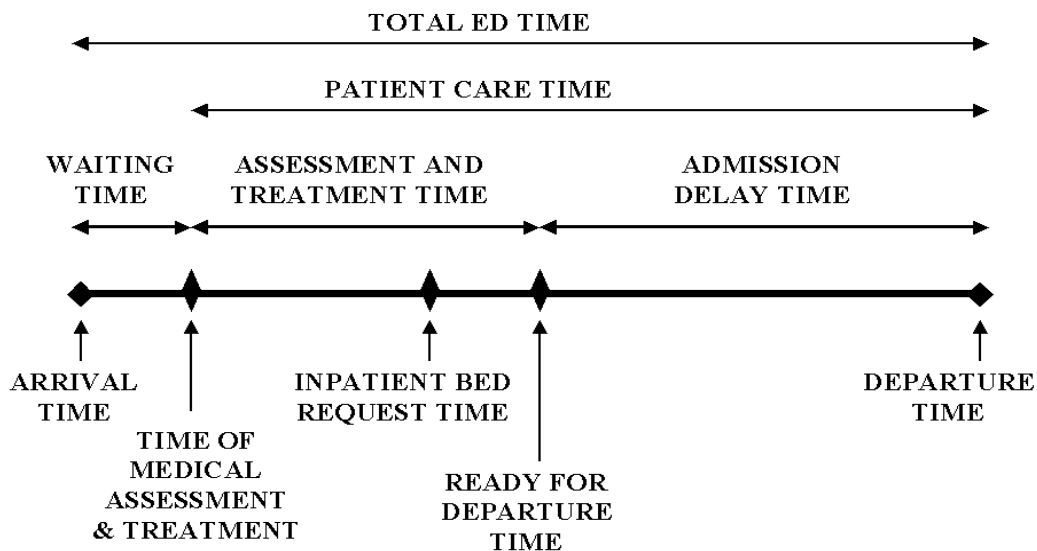 TOTAL ED TIME
PATIENT CARE TIME
WAITING
TIME
ASSESSMENT AND
TREATMENT TIME
ADMISSION
DELAY TIME
ARRIVAL
TIME
TIME OF
MEDICAL
ASSESSMENT
& TREATMENT
INPATIENT BED
REQUEST TIME
READY FOR
DEPARTURE
TIME
DEPARTURE
TIME